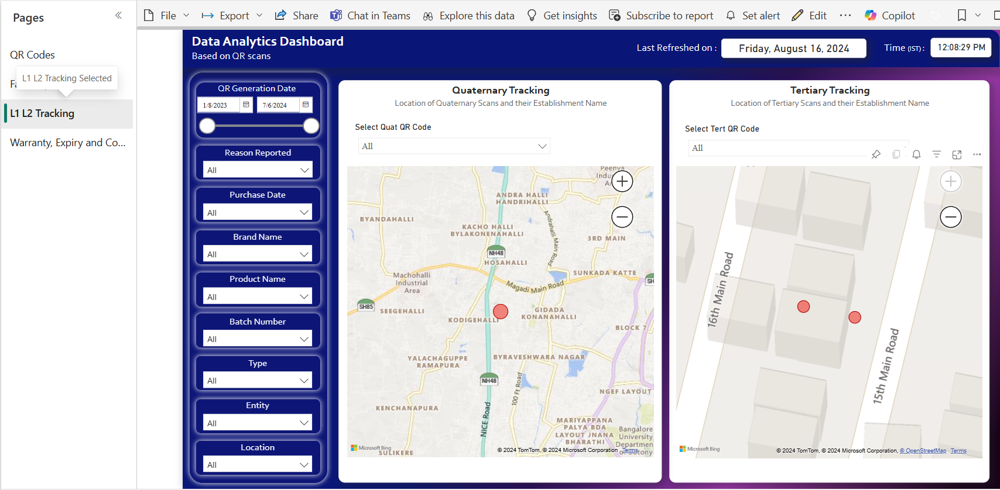 Pages
QR Codes
L1 L2 Tracking Selected
L1 L2 Tracking
Warranty, Expiry and Co...
File
Export
Share
Chat in Teams
Explore this data
Get insights
Subscribe to report
Set alert
Edit
Copilot
Data Analytics Dashboard
Based on QR scans
Last Refreshed on :
Friday, August 16, 2024
Time (IST) :
12:08:29 PM
QR Generation Date
1/8/2023
7/6/2024
Reason Reported
All
Purchase Date
All
Brand Name
All
Product Name
All
Batch Number
All
Type
All
Entity
All
Location
All
Quaternary Tracking
Location of Quaternary Scans and their Establishment Name
Select Quat QR Code
All
Peenya
ANDRA HALLI
HANDRIHALLI
BYANDAHALLI
KACHO HALLI
BYLAKONENAHALLI
Andrahalli Main Road
3RD MAIN
NH48
HOSAHALLI
Machohalli
Industrial
Area
SUNKADA KATTE
Magadi Main Road
SH
SH85
SEEGEHALLI
KODIGEHALLI
GIDADA
KONANAHALLI
BLOCK 7
YALACHAGUPPE
RAMAPURA
BYRAVESHWARA NAGAR
NH48
100 Ft Road
NGEF LAYOUT
KENCHANAPURA
NICE Road
MARIYAPPANA
PALYA BDA
LAYOUT JNANA
BHARATHI
Bangalore
University
Departmen
SULIKERE
Microsoft Bing
© 2024 TomTom, © 2024 Microsoft Corporation Terms
Tertiary Tracking
Location of Tertiary Scans and their Establishment Name
Select Tert QR Code
All
16th Main Road
15th Main Road
Microsoft Bing
© 2024 TomTom, © 2024 Microsoft Corporation, © OpenStreetMap Terms